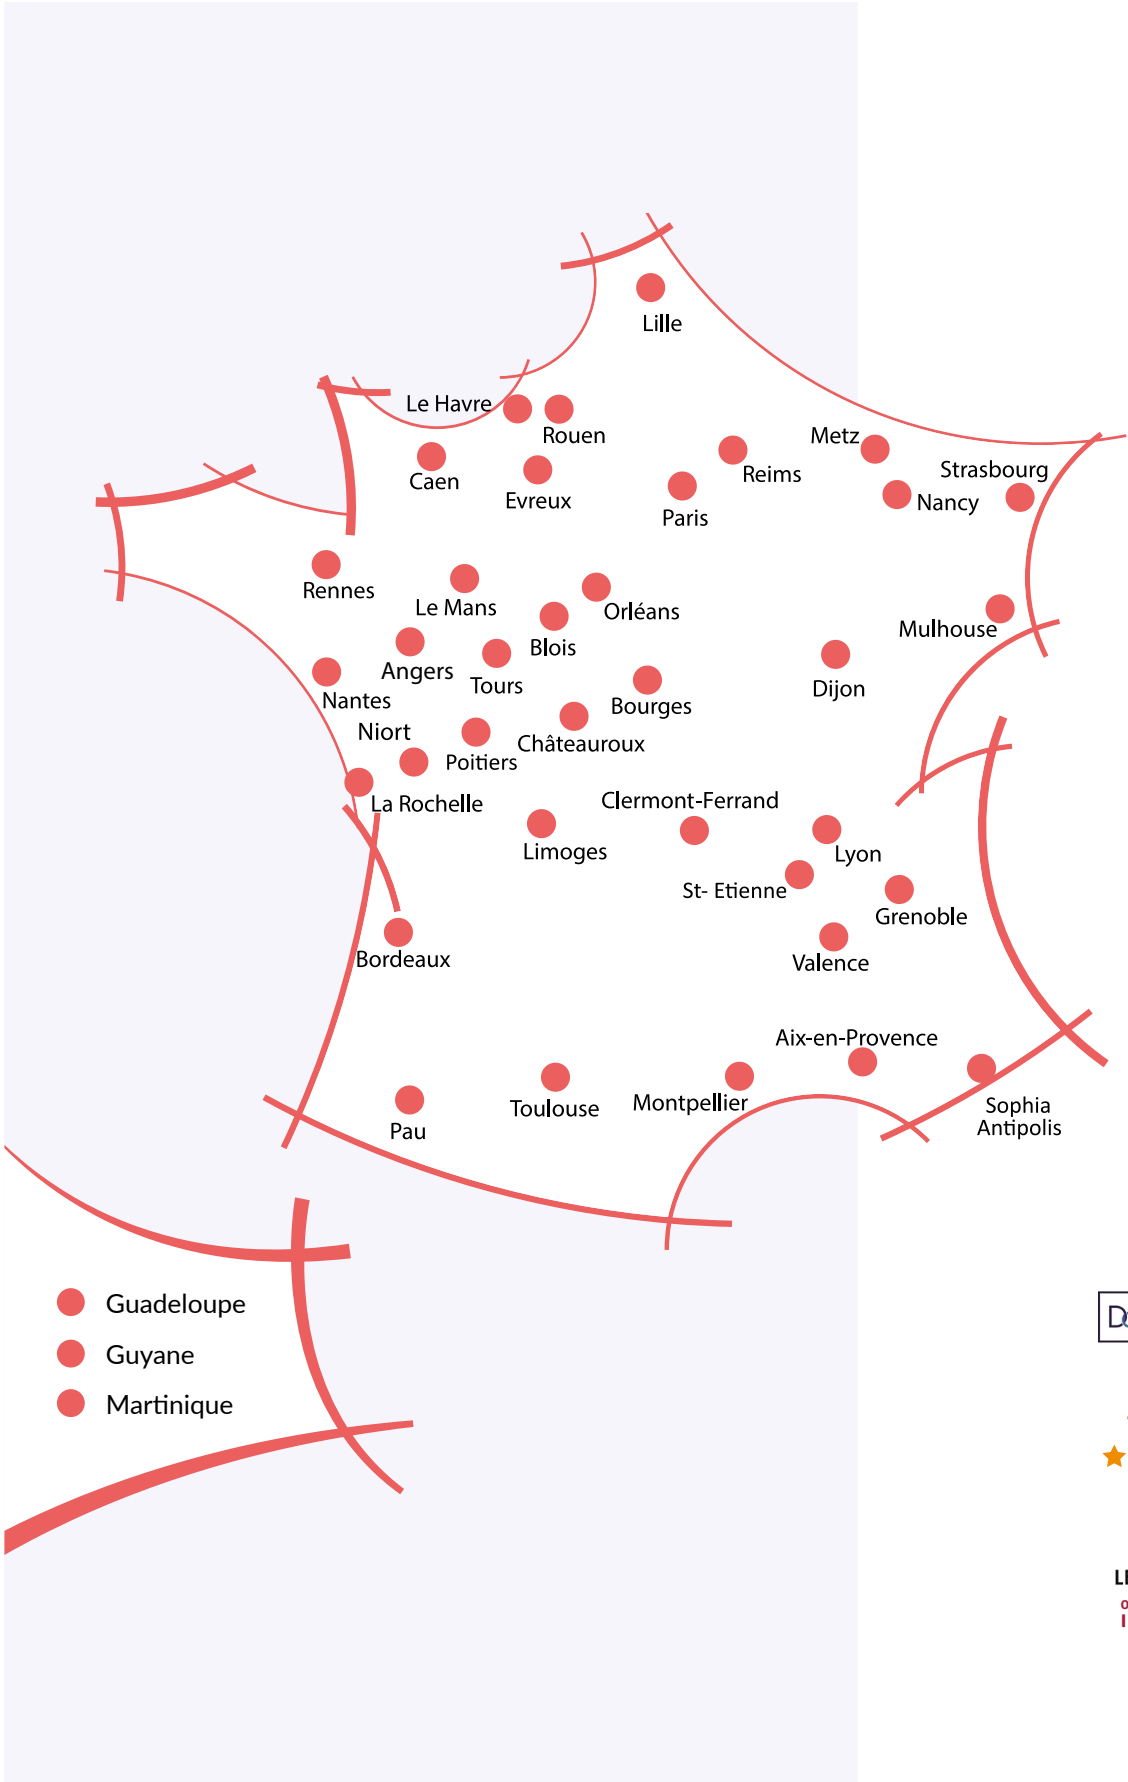 Lille
Le Havre
Rouen
Metz
Caen
Evreux
Reims
Strasbourg
Paris
Nancy
Rennes
Le Mans
Orléans
Mulhouse
Blois
Angers
Tours
Dijon
Nantes
Bourges
Niort
Châteauroux
Poitiers
La Rochelle
Clermont-Ferrand
Limoges
Lyon
St- Etienne
Grenoble
Bordeaux
Valence
Aix-en-Provence
Toulouse
Montpellier
Sophia
Antipolis
Pau
Guadeloupe
Guyane
Martinique